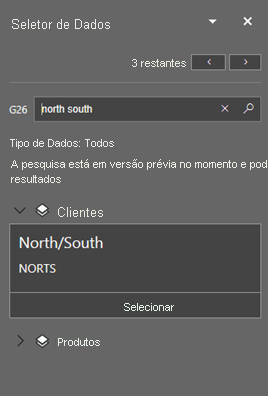 Seletor de Dados
3 restantes
G26
north south
Tipo de Dados: Todos
A pesquisa está em versão prévia no momento e pod
resultados
Clientes
North/South
NORTS
Selecionar
Produtos